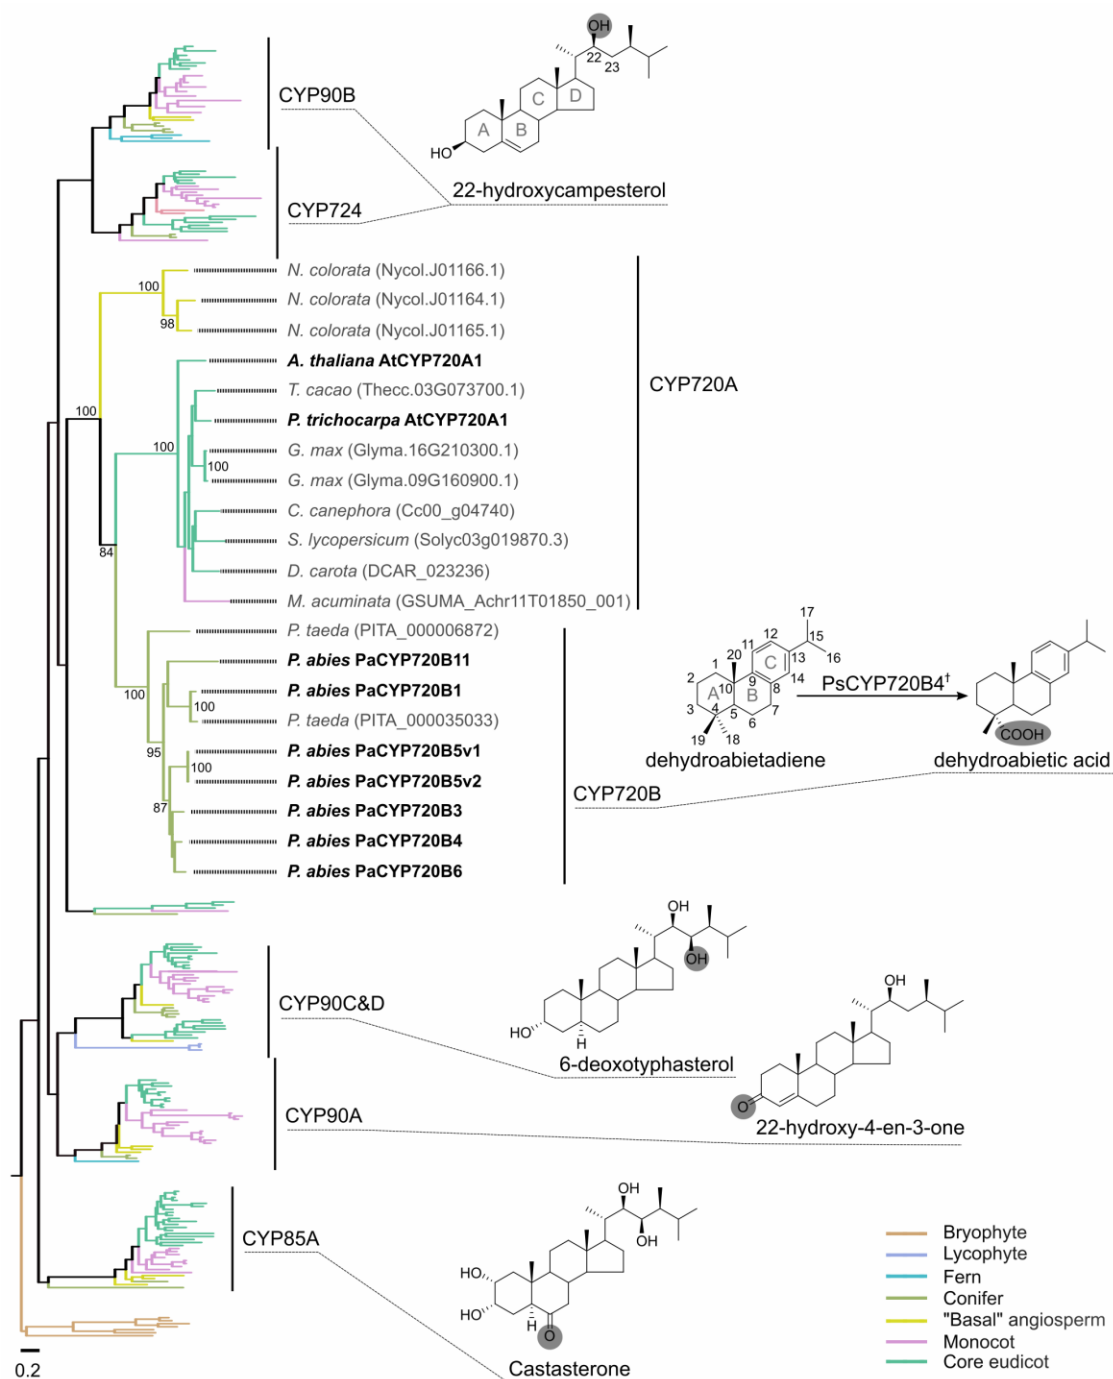 OH
22
23
CYP90B
C
D
A
B
HO
22-hydroxycampesterol
CYP724
N. colorata (Nycol.J01166.1)
100
N. colorata (Nycol.J01164.1)
98
N. colorata (Nycol.J01165.1)
A. thaliana AtCYP720A1
CYP720A
T. cacao (Thecc.03G073700.1)
100
P. trichocarpa AtCYP720A1
100
G. max (Glyma.16G210300.1)
100
G. max (Glyma.09G160900.1)
C. canephora (Cc00_g04740)
S. lycopersicum (Solyc03g019870.3)
84
D. carota (DCAR_023236)
M. acuminata (GSUMA_Achr11T01850_001)
P. taeda (PITA_000006872)
P. abies PaCYP720B11
100
P. abies PaCYP720B1
100
P. taeda (PITA_000035033)
95
P. abies PaCYP720B5v1
100
P. abies PaCYP720B5v2
87
P. abies PaCYP720B3
P. abies PaCYP720B4
P. abies PaCYP720B6
CYP720B
17
12
15
11
20
13
16
1
C
14
2
9
10
8
A
B
3
4
5
7
6
19
18
dehydroabietadiene
PsCYP720B4†
COOH
dehydroabietic acid
OH
OH
HO
H
CYP90C&D
6-deoxotyphasterol
OH
O
CYP90A
22-hydroxy-4-en-3-one
OH
OH
CYP85A
HO
HO
H
O
Castasterone
Bryophyte
Lycophyte
Fern
Conifer
"Basal" angiosperm
Monocot
Core eudicot
0.2